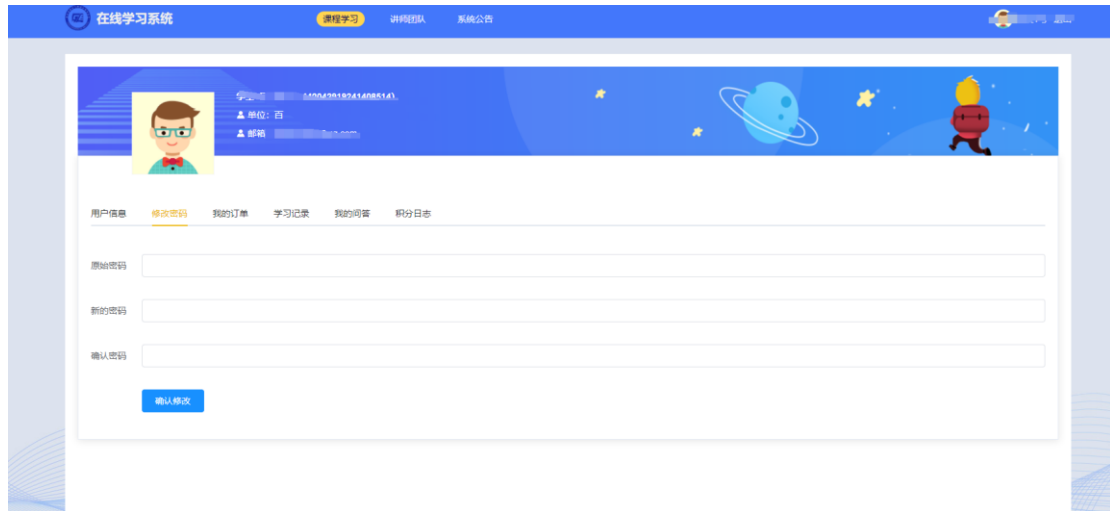 在线学习系统 课程学习 讲师团队 系统公告
单位：百
邮箱
用户信息 修改密码 我的订单 学习记录 我的问答 积分日志
原始密码
新的密码
确认密码
确认修改